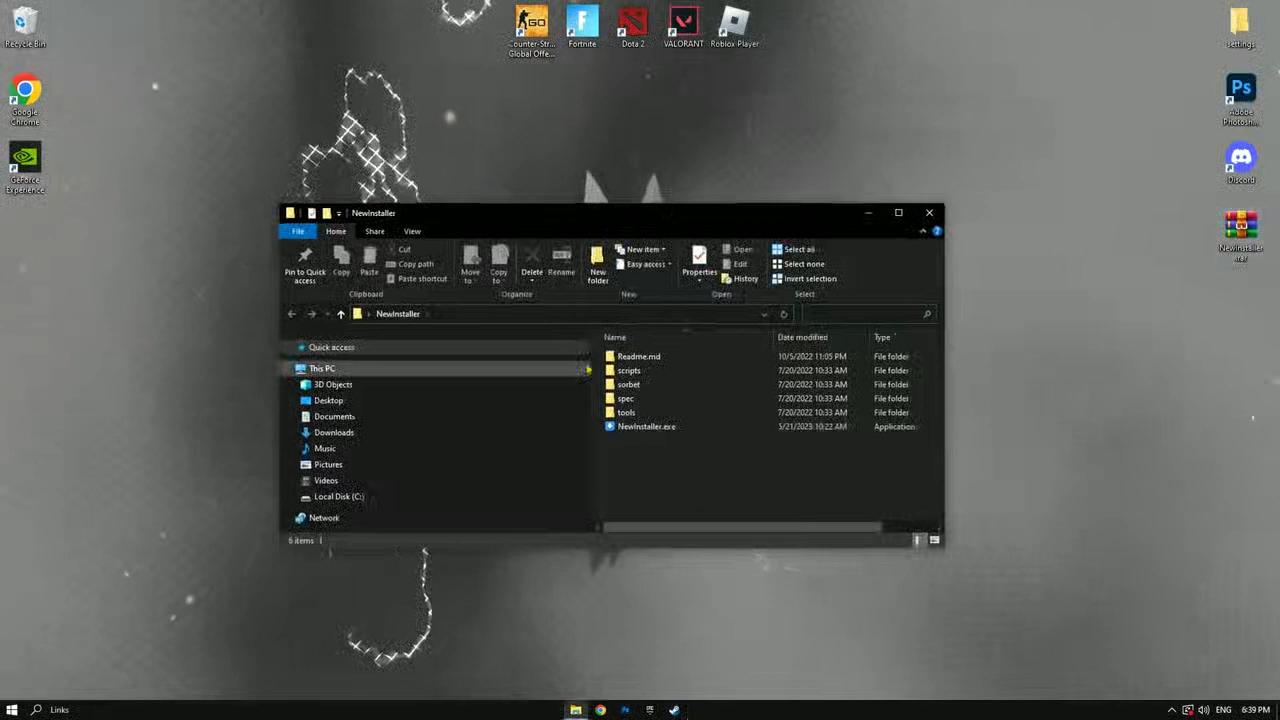 Recycle Bin
Google
Chrome
GeForce
Experience
Counter-Str...
Global Offe...
Fortnite
Dota 2
VALORANT
Roblox Player
settings
Adobe
Photosh...
Discord
NewInstaller
NewInstaller
File
Home
Share
View
Pin to Quick
access
Copy
Paste
Cut
Copy path
Paste shortcut
Clipboard
Move
to
Copy
to
Delete
Rename
Organize
New
folder
New item
Easy access
New
Properties
Open
Edit
History
Open
Select all
Select none
Invert selection
Select
NewInstaller
Quick access
This PC
3D Objects
Desktop
Documents
Downloads
Music
Pictures
Videos
Local Disk (C:)
Network
Name Date modified Type
Readme.md 10/5/2022 11:05 PM File folder
scripts 7/20/2022 10:33 AM File folder
sorbet 7/20/2022 10:33 AM File folder
spec 7/20/2022 10:33 AM File folder
tools 7/20/2022 10:33 AM File folder
NewInstaller.exe 5/21/2023 10:22 AM Application
6 items
Links
ENG 6:39 PM